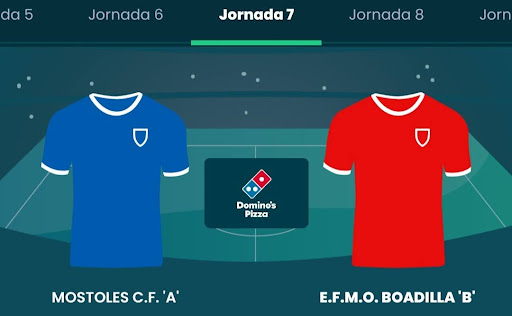 da 5 Jornada 6 Jornada 7 Jornada 8 Jorn
Domino's
Pizza
MOSTOLES C.F. 'A' E.F.M.O. BOADILLA 'B'